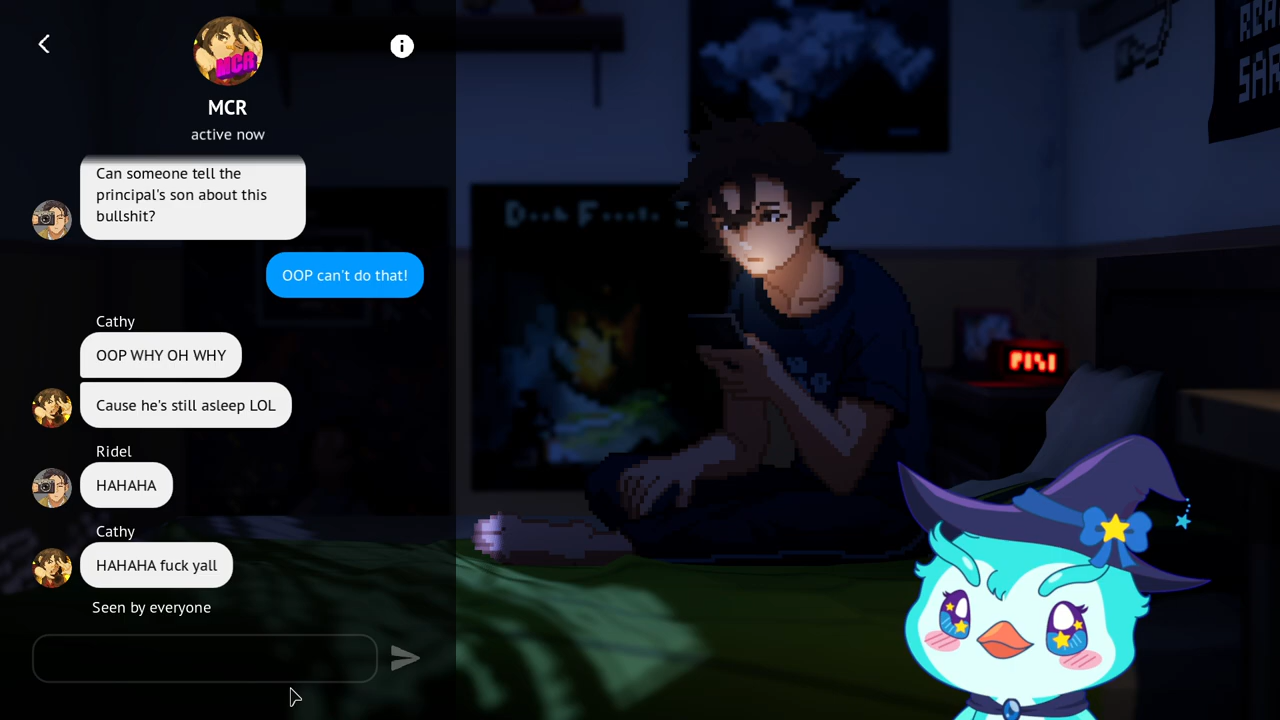 MCR
MCR
active now
Can someone tell the
principal's son about this
bullshit?
OOP can't do that!
Cathy
OOP WHY OH WHY
Cause he's still asleep LOL
Ridel
HAHAHA
Cathy
HAHAHA fuck yall
Seen by everyone